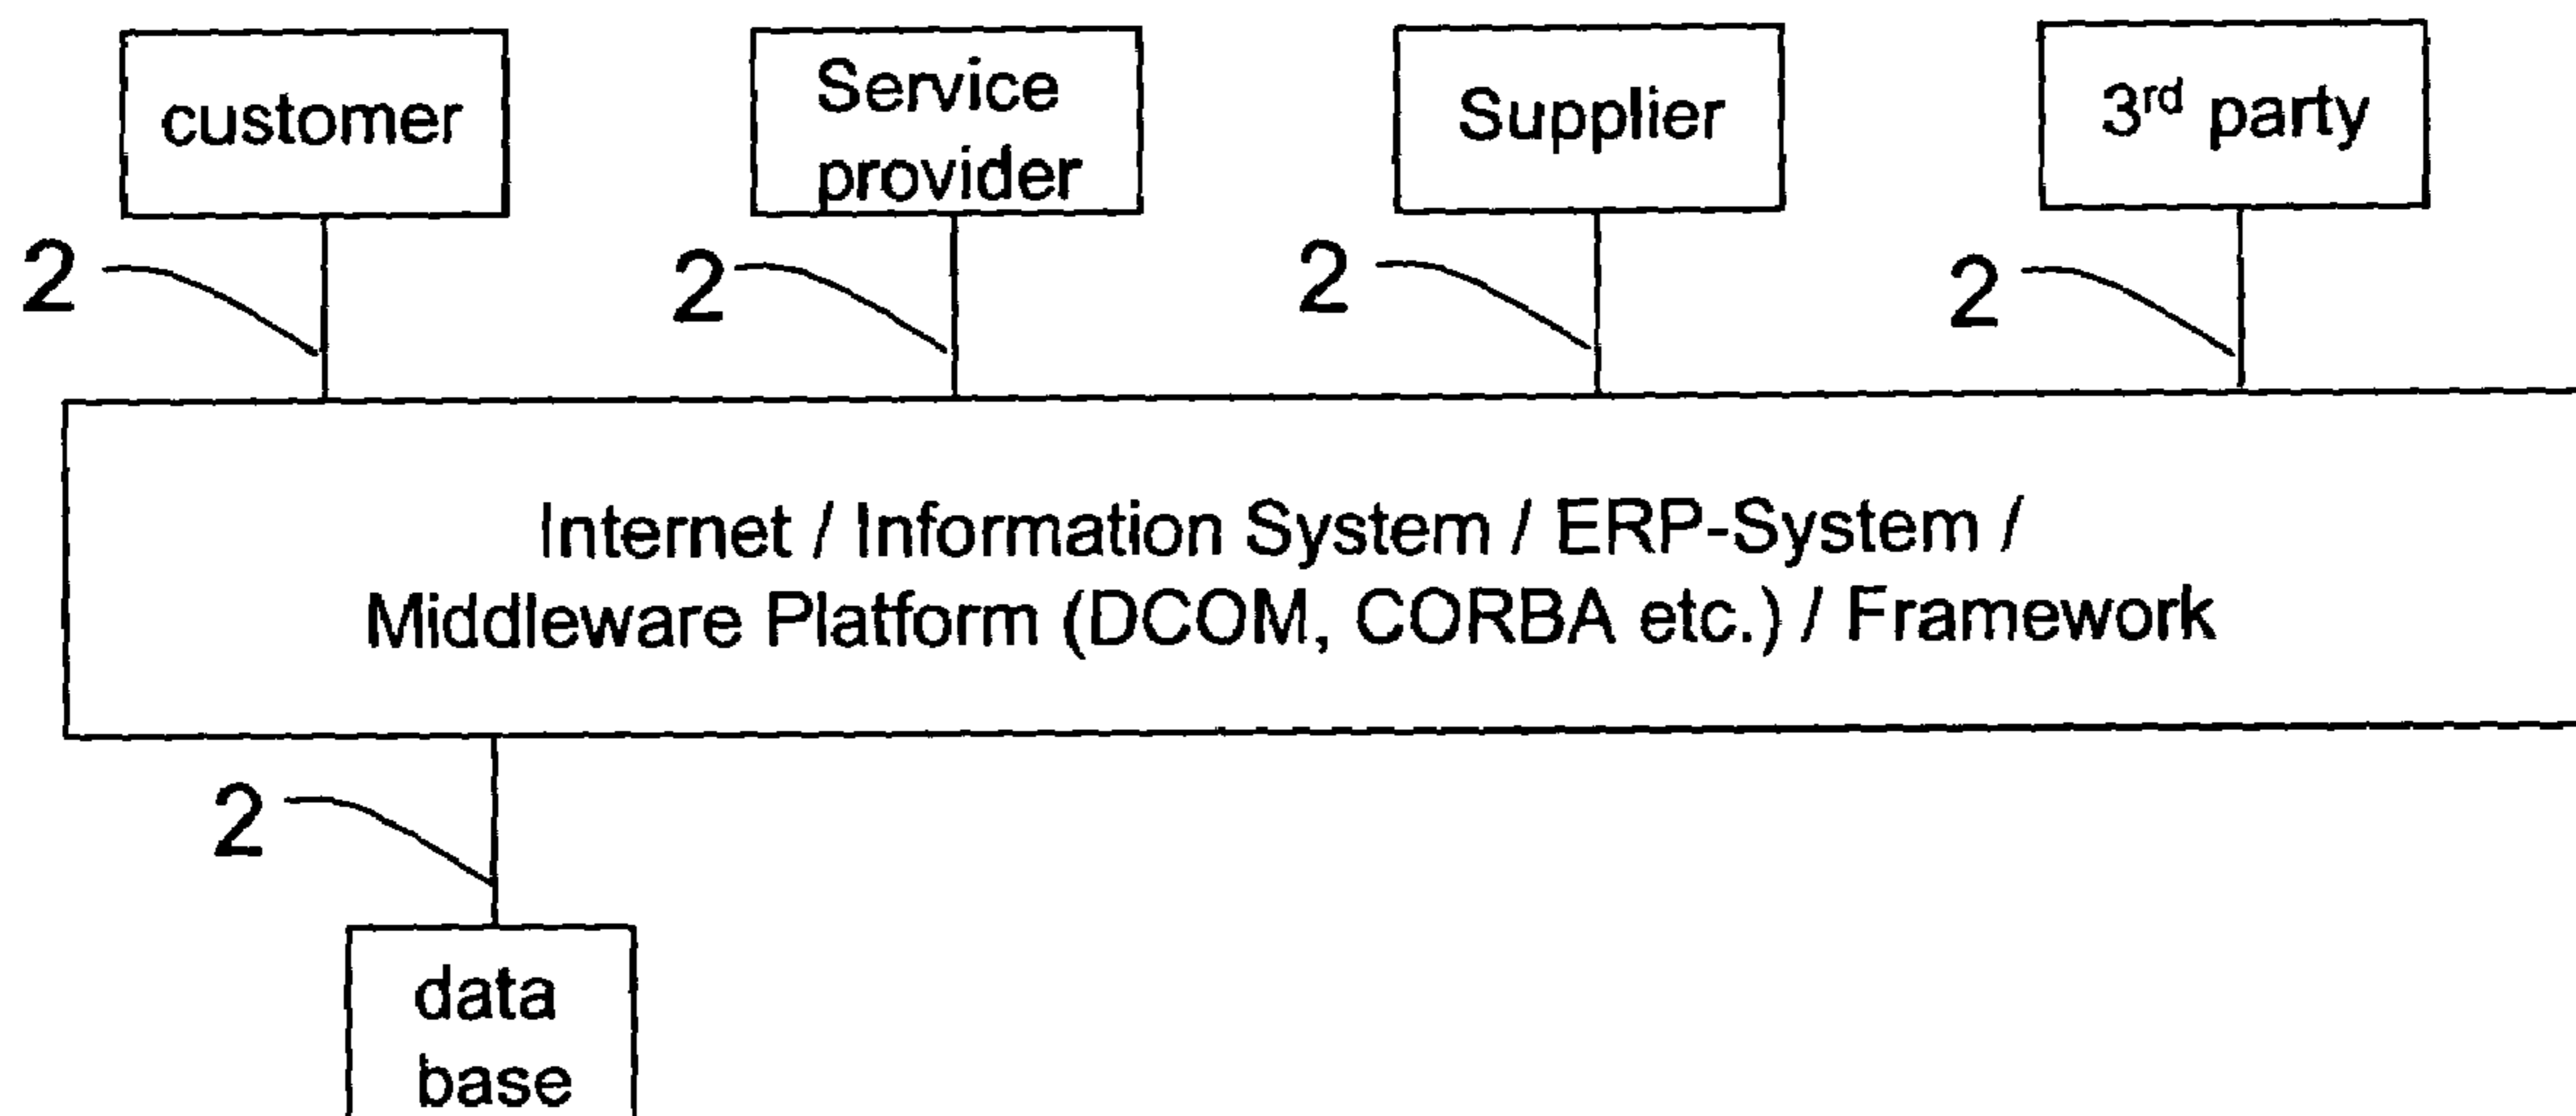 customer
Service
provider
Supplier
3rd party
2
2
2
2
Internet / Information System / ERP-System /
Middleware Platform (DCOM, CORBA etc.) / Framework
2
data
base